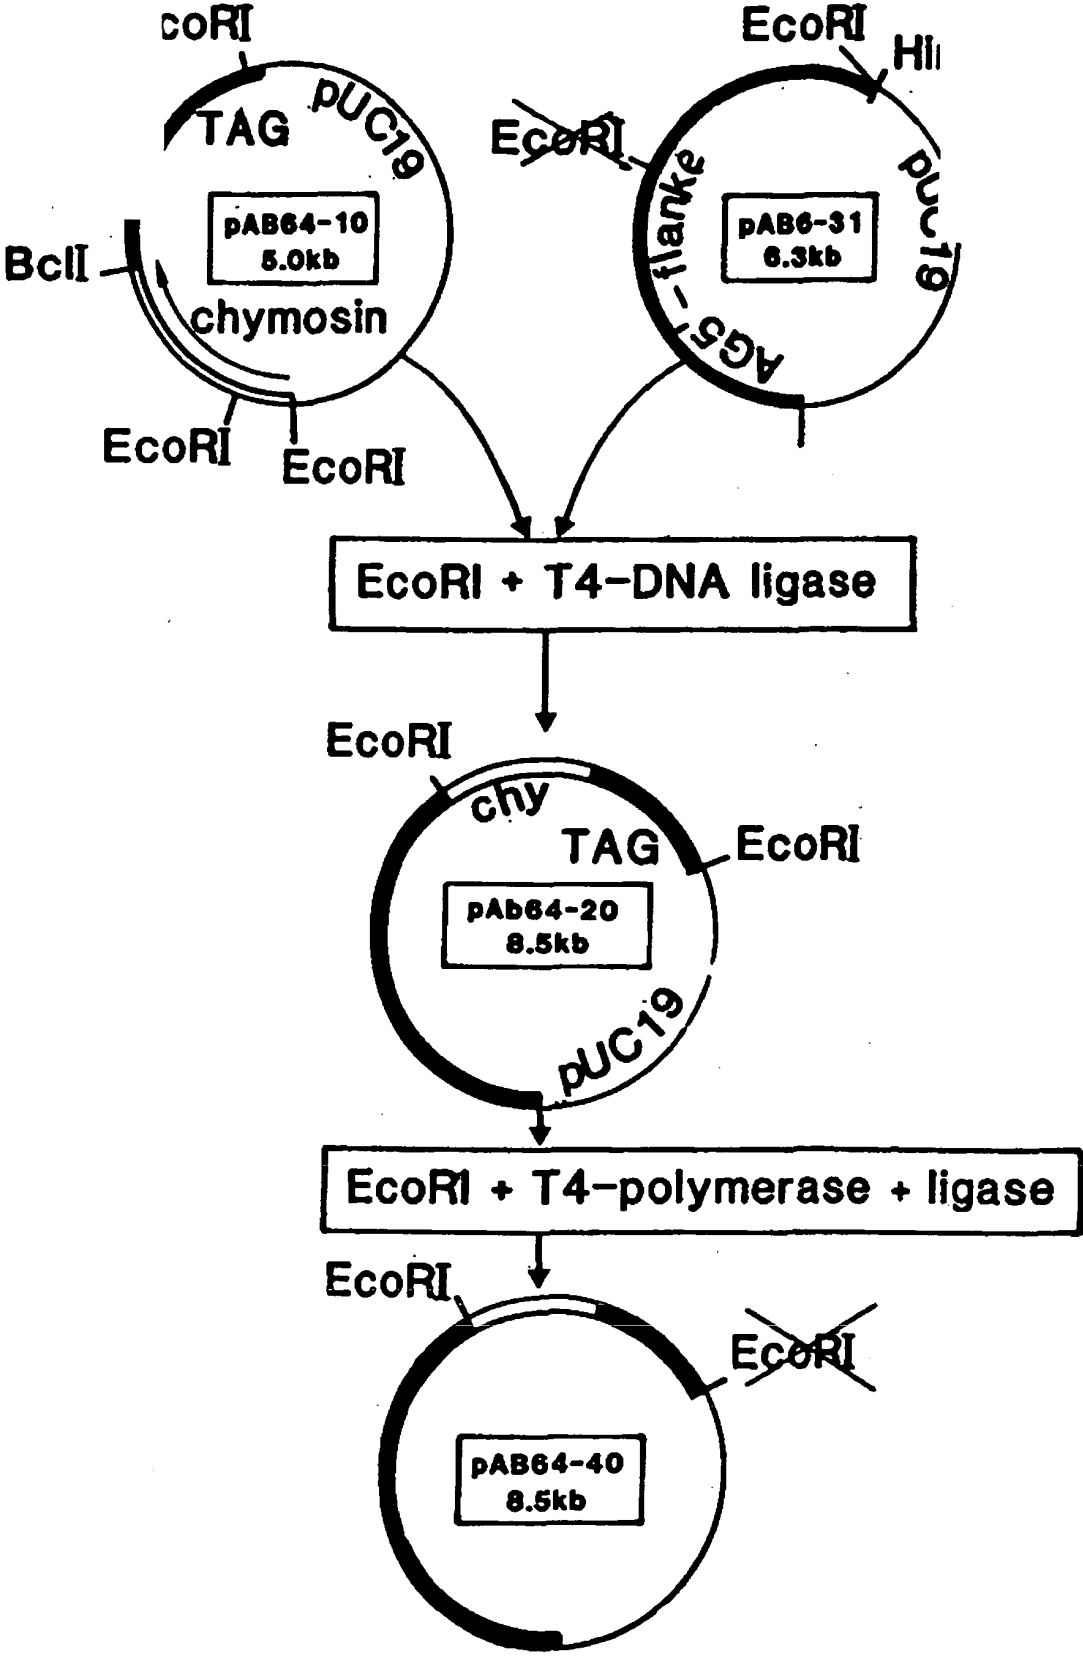 coRI
TAG
pUC19
pAB64-10
5.0kb
BclI
chymosin
EcoRI
EcoRI
EcoRI
EcoRI
AG5'-flanke
pUC19
pAB6-31
6.3kb
EcoRI + T4-DNA ligase
EcoRI
chy
TAG
EcoRI
pAb64-20
8.5kb
pUC19
EcoRI + T4-polymerase + ligase
EcoRI
EcoRI
pAB64-40
8.5kb